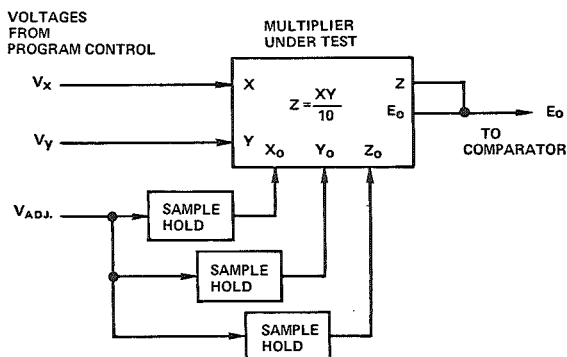 VOLTAGES
FROM
PROGRAM CONTROL
MULTIPLIER
UNDER TEST
Vx
X
Z
Z = XY/10
Eo
Eo
Vy
Y
Xo
Yo
Zo
TO
COMPARATOR
VADJ.
SAMPLE
HOLD
SAMPLE
HOLD
SAMPLE
HOLD